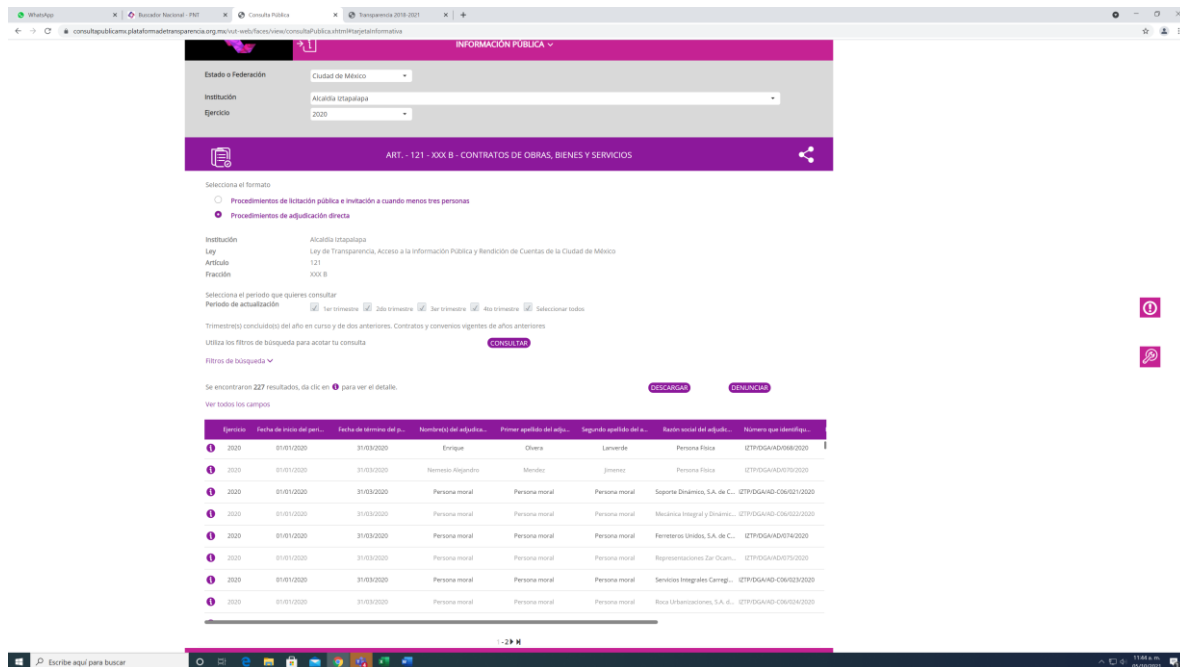 WhatsApp
Buscador Nacional - PNT
Consulta Pública
Transparencia 2018-2021
consultapublicamx.plataformadetransparencia.org.mx/vut-web/faces/view/consultaPublica.xhtml#tarjetaInformativa
INFORMACIÓN PÚBLICA
Estado o Federación Ciudad de México
Institución Alcaldía Iztapalapa
Ejercicio 2020
ART. - 121 - XXX B - CONTRATOS DE OBRAS, BIENES Y SERVICIOS
Selecciona el formato
Procedimientos de licitación pública e invitación a cuando menos tres personas
Procedimientos de adjudicación directa
Institución Alcaldía Iztapalapa
Ley Ley de Transparencia, Acceso a la Información Pública y Rendición de Cuentas de la Ciudad de México
Artículo 121
Fracción XXX B
Selecciona el periodo que quieres consultar
Periodo de actualización 1er trimestre 2do trimestre 3er trimestre 4to trimestre Seleccionar todos
Trimestre(s) concluido(s) del año en curso y de dos anteriores. Contratos y convenios vigentes de años anteriores
Utiliza los filtros de búsqueda para acotar tu consulta CONSULTAR
Filtros de búsqueda
Se encontraron 227 resultados, da clic en para ver el detalle. DESCARGAR DENUNCIAR
Ver todos los campos
Ejercicio Fecha de inicio del peri... Fecha de término del p... Nombre(s) del adjudica... Primer apellido del adju... Segundo apellido del a... Razón social del adjudic... Número que identifiqu...
2020 01/01/2020 31/03/2020 Enrique Olvera Lanverde Persona Física IZTP/DGA/AD/068/2020
2020 01/01/2020 31/03/2020 Nemesio Alejandro Mendez Jimenez Persona Física IZTP/DGA/AD/070/2020
2020 01/01/2020 31/03/2020 Persona moral Persona moral Persona moral Soporte Dinámico, S.A. de C... IZTP/DGA/AD-C06/021/2020
2020 01/01/2020 31/03/2020 Persona moral Persona moral Persona moral Mecánica Integral y Dinámic... IZTP/DGA/AD-C06/022/2020
2020 01/01/2020 31/03/2020 Persona moral Persona moral Persona moral Ferreteros Unidos, S.A. de C... IZTP/DGA/AD/074/2020
2020 01/01/2020 31/03/2020 Persona moral Persona moral Persona moral Representaciones Zar Ocam... IZTP/DGA/AD/075/2020
2020 01/01/2020 31/03/2020 Persona moral Persona moral Persona moral Servicios Integrales Carregi... IZTP/DGA/AD-C06/023/2020
2020 01/01/2020 31/03/2020 Persona moral Persona moral Persona moral Roca Urbanizaciones, S.A. d... IZTP/DGA/AD-C06/024/2020
1 - 2
Escribe aquí para buscar
11:44 a. m.
05/10/2021